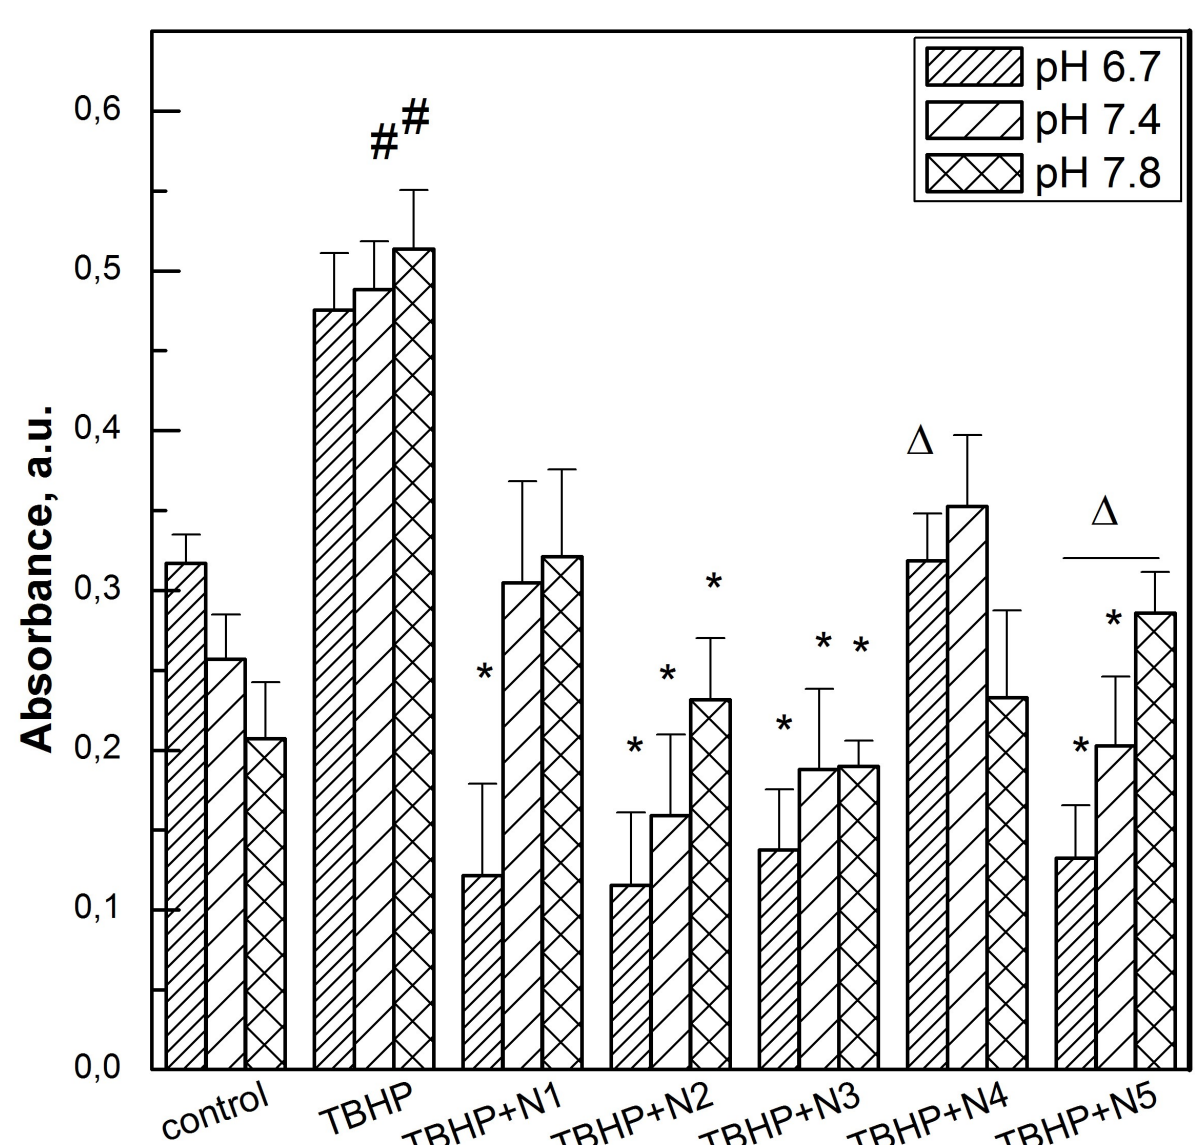 pH 6.7
pH 7.4
pH 7.8
0,6
# #
0,5
0,4
Δ
Δ
0,3
*
* *
*
*
*
0,2
*
*
*
0,1
0,0
Absorbance, a.u.
control TBHP TBHP+N1 TBHP+N2 TBHP+N3 TBHP+N4 TBHP+N5